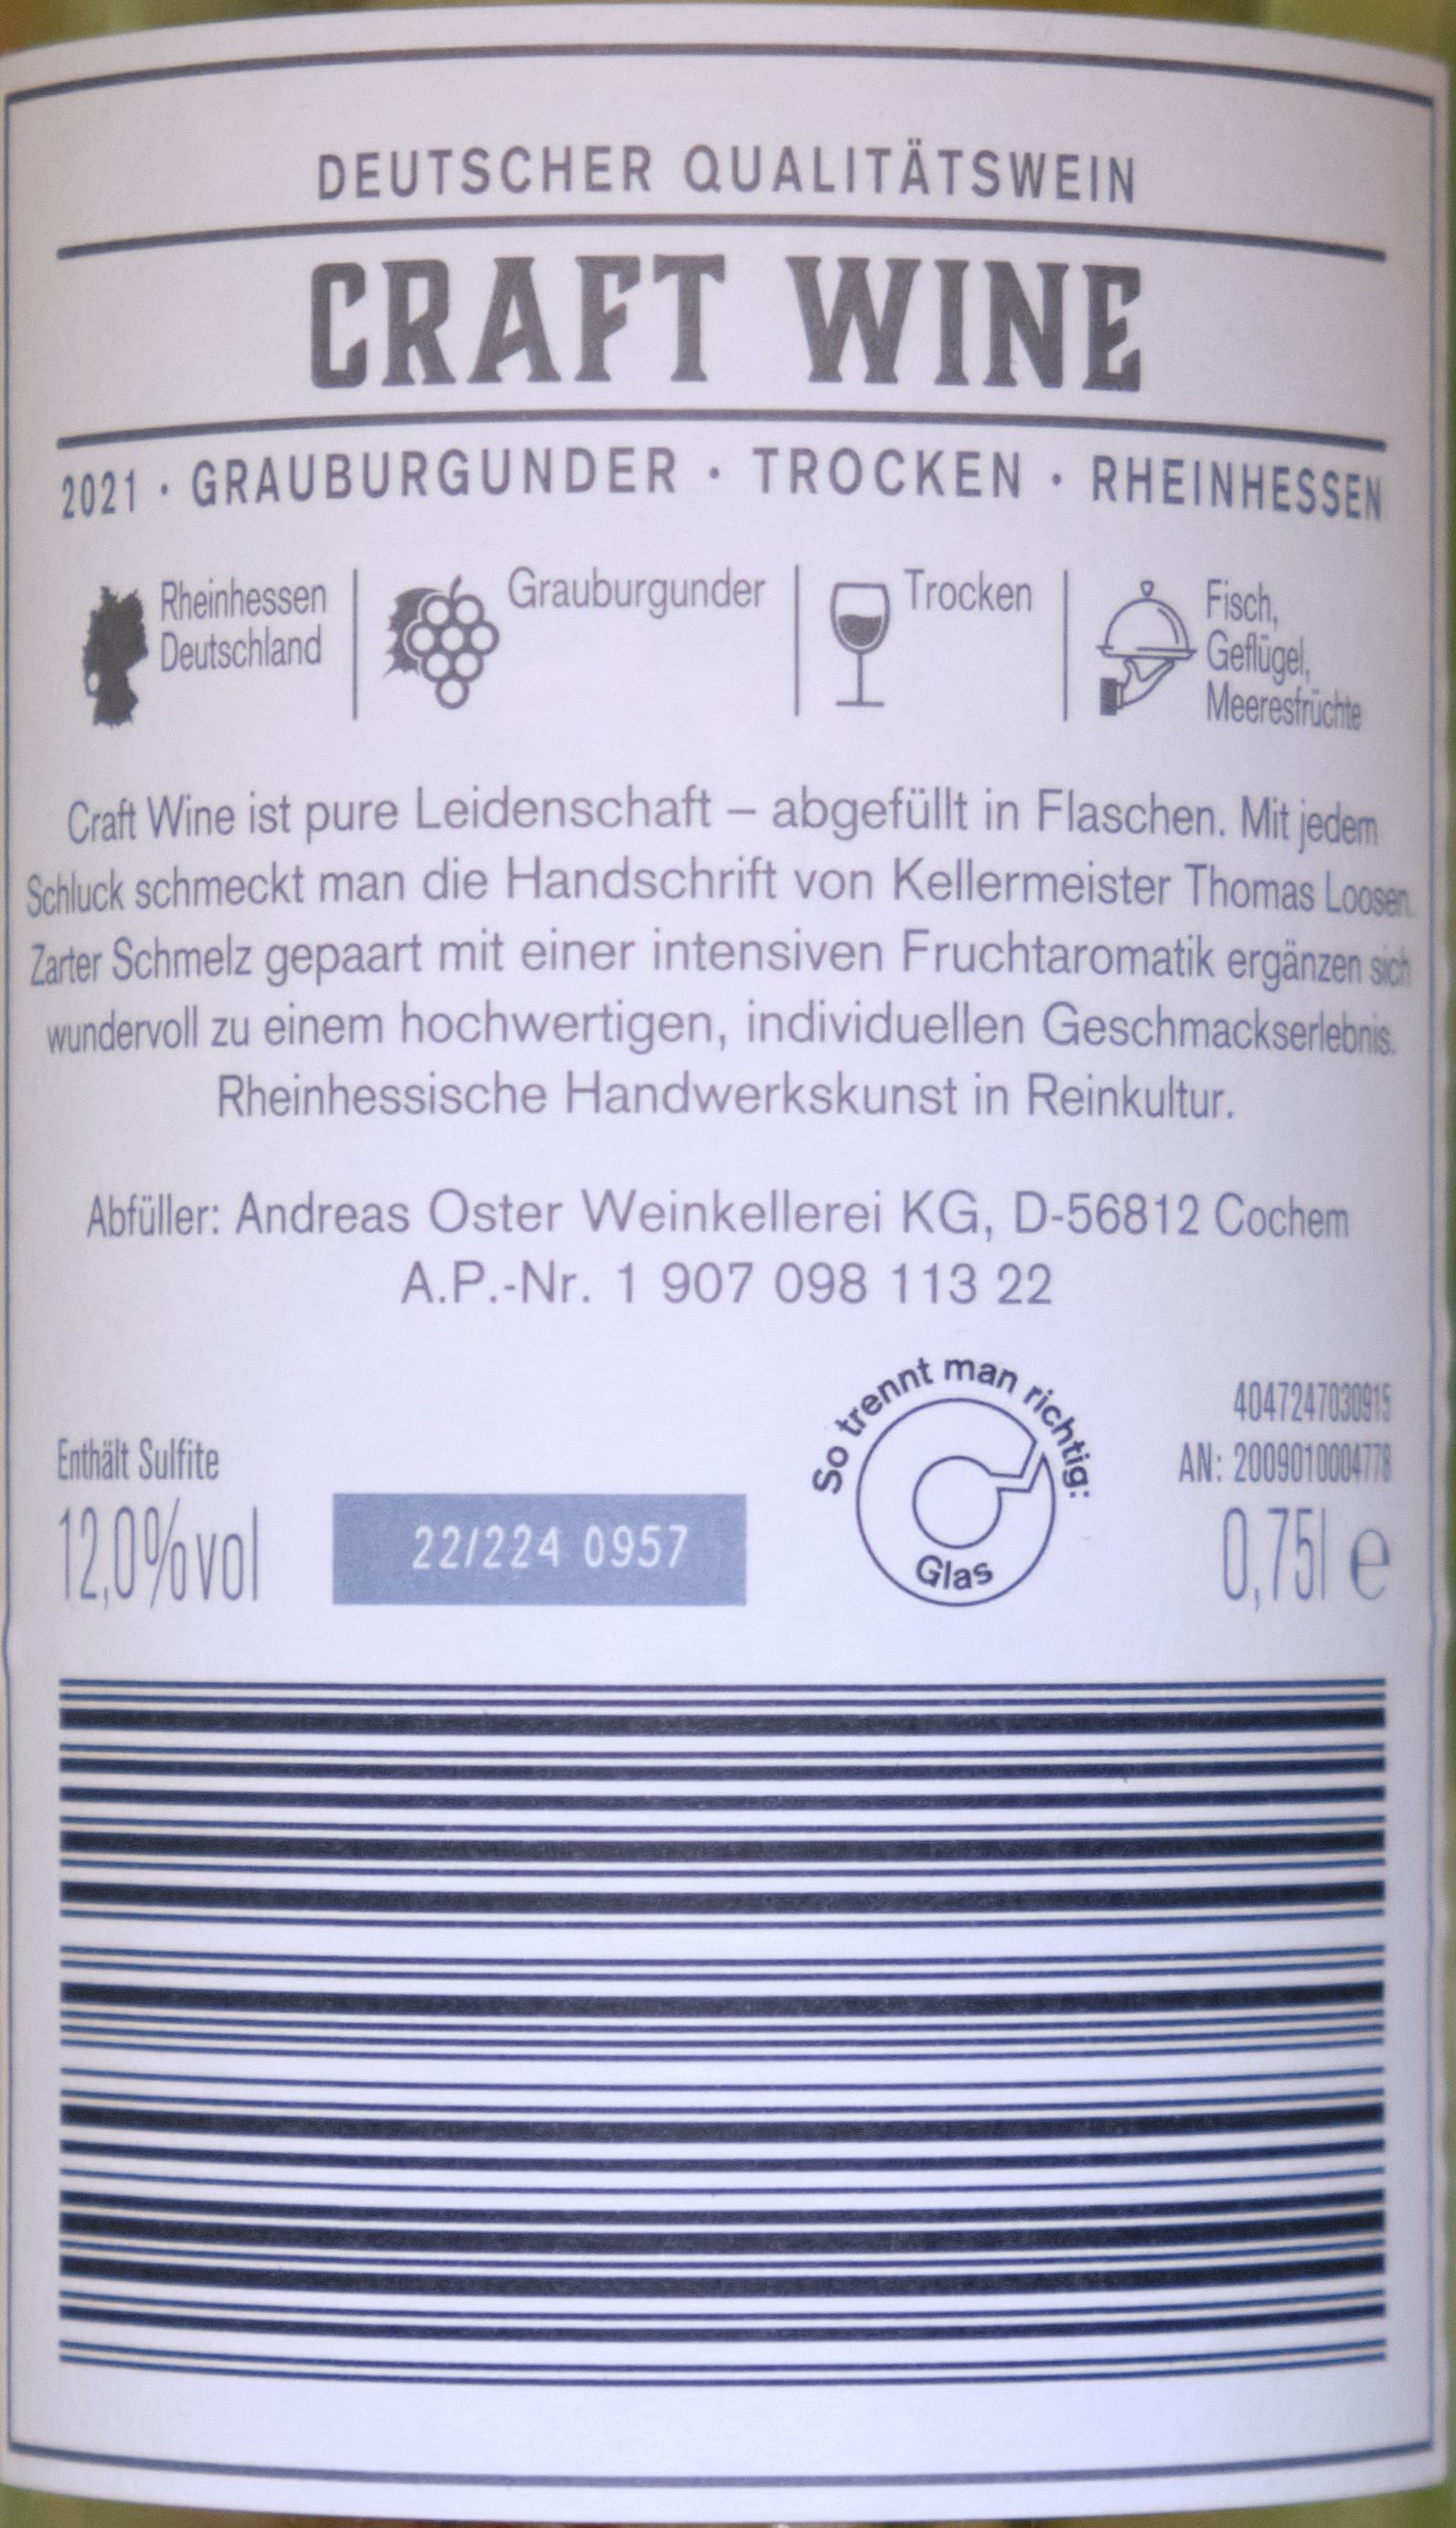 DEUTSCHER QUALITÄTSWEIN
CRAFT WINE
2021 · GRAUBURGUNDER · TROCKEN · RHEINHESSEN
Rheinhessen
Deutschland
Grauburgunder
Trocken
Fisch,
Geflügel,
Meeresfrüchte
Craft Wine ist pure Leidenschaft – abgefüllt in Flaschen. Mit jedem
Schluck schmeckt man die Handschrift von Kellermeister Thomas Loosen.
Zarter Schmelz gepaart mit einer intensiven Fruchtaromatik ergänzen sich
wundervoll zu einem hochwertigen, individuellen Geschmackserlebnis.
Rheinhessische Handwerkskunst in Reinkultur.
Abfüller: Andreas Oster Weinkellerei KG, D-56812 Cochem
A.P.-Nr. 1 907 098 113 22
Enthält Sulfite
12,0%vol
22/224 0957
So trennt man richtig:
Glas
4047247030915
AN: 2009010004778
0,75l e